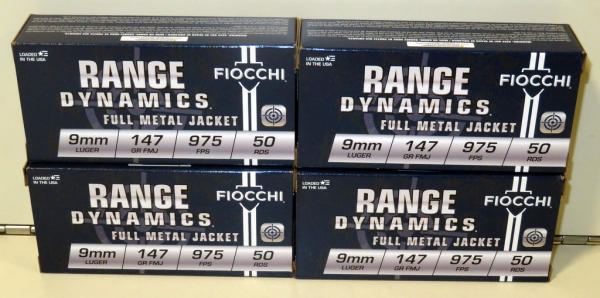 LOADED IN THE USA
RANGE
DYNAMICS
FIOCCHI
FULL METAL JACKET
9mm 147 975 50
LUGER GR FMJ FPS RDS
LOADED IN THE USA
RANGE
DYNAMICS
FIOCCHI
FULL METAL JACKET
9mm 147 975 50
LUGER GR FMJ FPS RDS
LOADED IN THE USA
RANGE
DYNAMICS
FIOCCHI
FULL METAL JACKET
9mm 147 975 50
LUGER GR FMJ FPS RDS
LOADED IN THE USA
RANGE
DYNAMICS
FIOCCHI
FULL METAL JACKET
9mm 147 975 50
LUGER GR FMJ FPS RDS